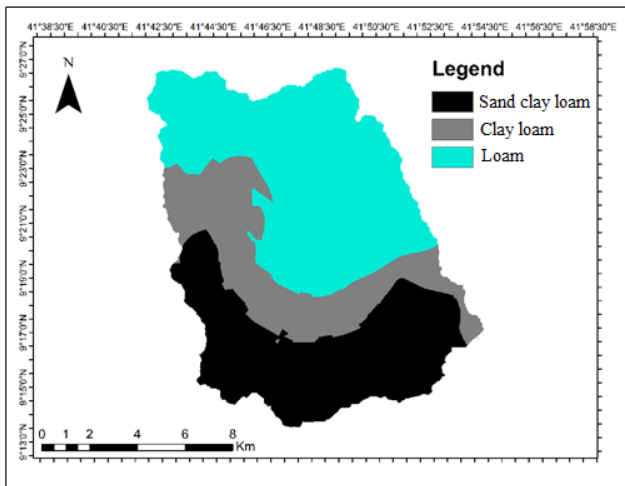 41°38'30"E 41°40'30"E 41°42'30"E 41°44'30"E 41°46'30"E 41°48'30"E 41°50'30"E 41°52'30"E 41°54'30"E 41°56'30"E 41°58'30"E
9°27'0"N
9°25'0"N
9°23'0"N
9°21'0"N
9°19'0"N
9°17'0"N
9°15'0"N
9°13'0"N
N
Legend
Sand clay loam
Clay loam
Loam
0 1 2 4 6 8
Km